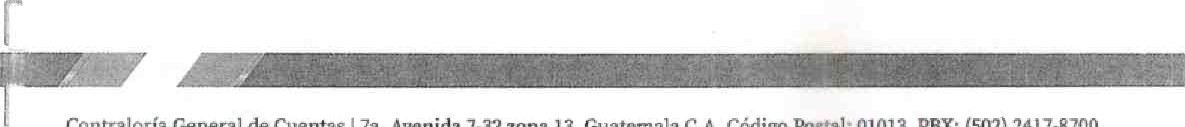 Contraloría General de Cuentas | 7a. Avenida 7-32 zona 13, Guatemala C.A. Código Postal: 01013, PBX: (502) 2417-8700